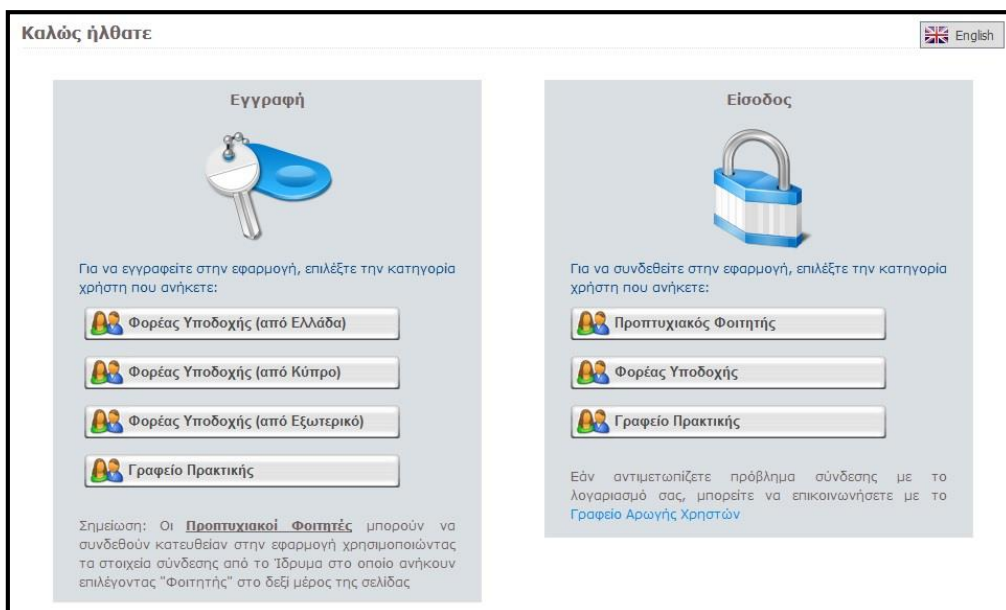 Καλώς ήλθατε
English
Εγγραφή
Για να εγγραφείτε στην εφαρμογή, επιλέξτε την κατηγορία
χρήστη που ανήκετε:
Φορέας Υποδοχής (από Ελλάδα)
Φορέας Υποδοχής (από Κύπρο)
Φορέας Υποδοχής (από Εξωτερικό)
Γραφείο Πρακτικής
Σημείωση: Οι Προπτυχιακοί Φοιτητές μπορούν να
συνδεθούν κατευθείαν στην εφαρμογή χρησιμοποιώντας
τα στοιχεία σύνδεσης από το Ίδρυμα στο οποίο ανήκουν
επιλέγοντας "Φοιτητής" στο δεξί μέρος της σελίδας
Είσοδος
Για να συνδεθείτε στην εφαρμογή, επιλέξτε την κατηγορία
χρήστη που ανήκετε:
Προπτυχιακός Φοιτητής
Φορέας Υποδοχής
Γραφείο Πρακτικής
Εάν αντιμετωπίζετε πρόβλημα σύνδεσης με το
λογαριασμό σας, μπορείτε να επικοινωνήσετε με το
Γραφείο Αρωγής Χρηστών